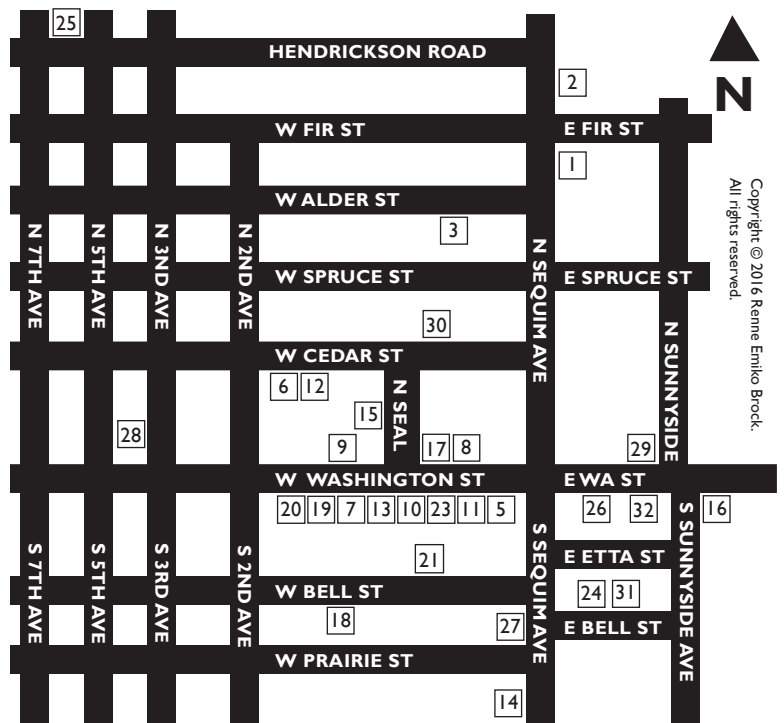 25
HENDRICKSON ROAD
N
2
W FIR ST
E FIR ST
1
W ALDER ST
3
Copyright © 2016 Renne Emiko Brock.
All rights reserved.
N 7TH AVE
N 5TH AVE
N 3ND AVE
N 2ND AVE
N SEQUIM AVE
W SPRUCE ST
E SPRUCE ST
30
N SUNNYSIDE
W CEDAR ST
6
12
15
N SEAL
28
9
17
8
29
W WASHINGTON ST
E WA ST
20
19
7
13
10
23
11
5
26
32
16
S 7TH AVE
S 5TH AVE
S 3RD AVE
S 2ND AVE
S SEQUIM AVE
S SUNNYSIDE AVE
21
E ETTA ST
W BELL ST
24
31
18
27
E BELL ST
W PRAIRIE ST
14